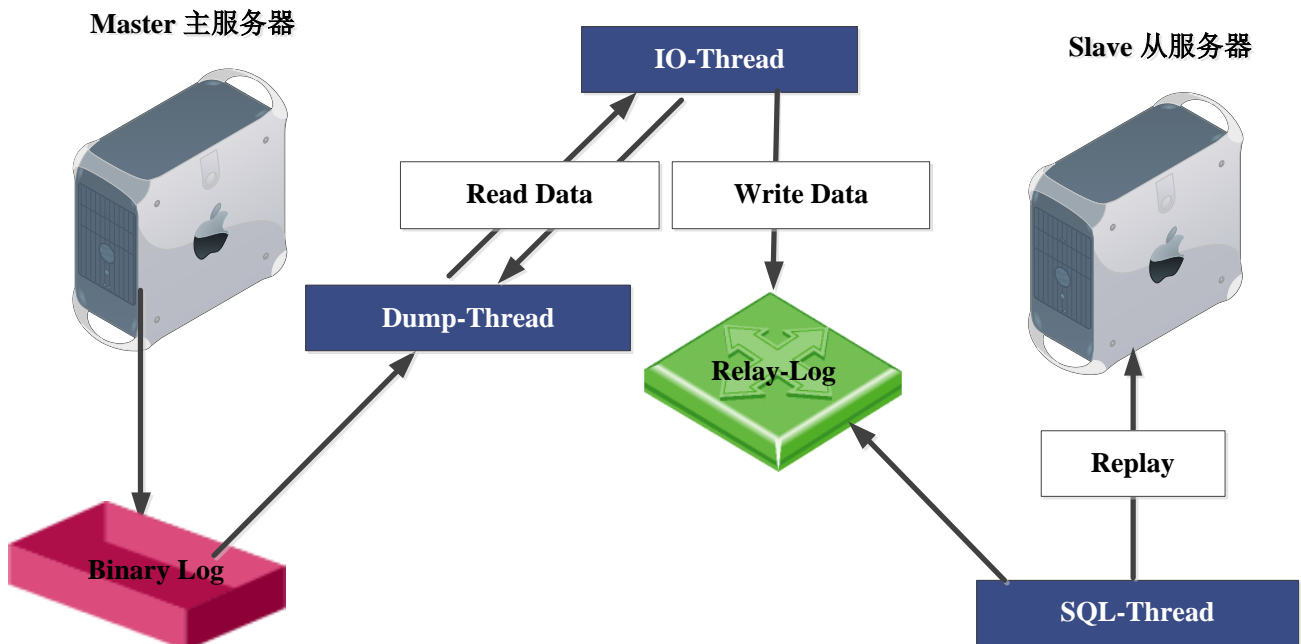 Master 主服务器
IO-Thread
Slave 从服务器
Read Data
Write Data
Dump-Thread
Relay-Log
Replay
Binary Log
SQL-Thread